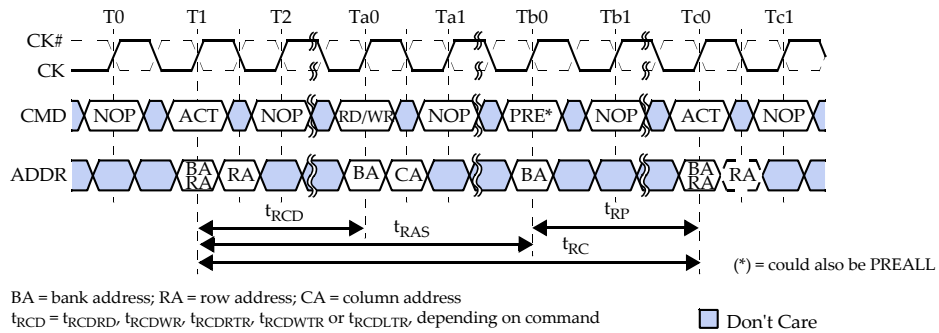 T0 T1 T2 Ta0 Ta1 Tb0 Tb1 Tc0 Tc1
CK#
CK
CMD NOP ACT NOP RD/WR NOP PRE* NOP ACT NOP
ADDR BA RA RA BA CA BA BA RA RA
tRCD
tRP
tRAS
tRC
(*) = could also be PREALL
BA = bank address; RA = row address; CA = column address
tRCD = tRCDRD, tRCDWR, tRCDRTR, tRCDWTR or tRCDLTR, depending on command
Don't Care